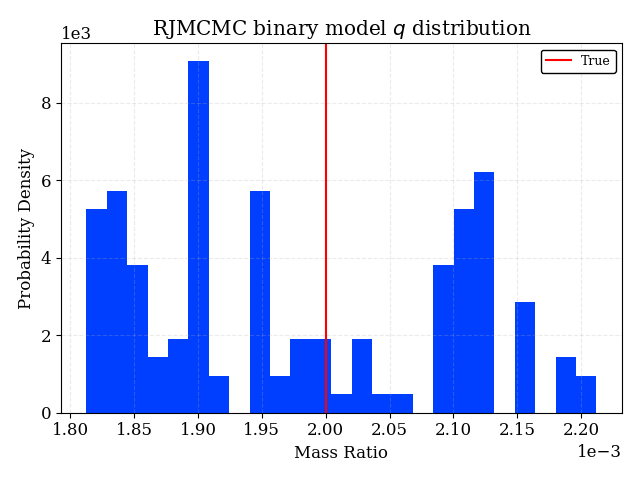 RJMCMC binary model q distribution
1e3
True
8
6
4
2
0
Probability Density
1.80 1.85 1.90 1.95 2.00 2.05 2.10 2.15 2.20
Mass Ratio
1e−3